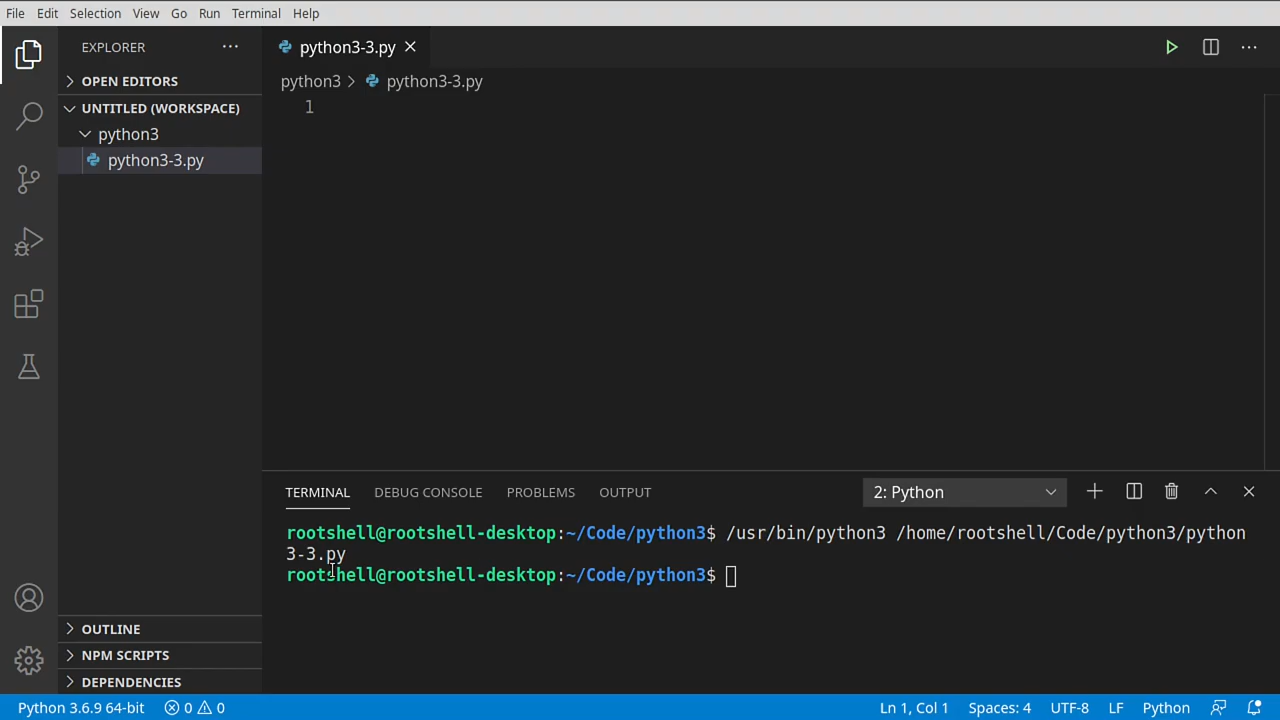 File Edit Selection View Go Run Terminal Help
EXPLORER
OPEN EDITORS
UNTITLED (WORKSPACE)
python3
python3-3.py
OUTLINE
NPM SCRIPTS
DEPENDENCIES
python3-3.py
python3 python3-3.py
1
TERMINAL DEBUG CONSOLE PROBLEMS OUTPUT 2: Python
rootshell@rootshell-desktop:~/Code/python3$ /usr/bin/python3 /home/rootshell/Code/python3/python
3-3.py
rootshell@rootshell-desktop:~/Code/python3$
Python 3.6.9 64-bit 0 0 Ln 1, Col 1 Spaces: 4 UTF-8 LF Python